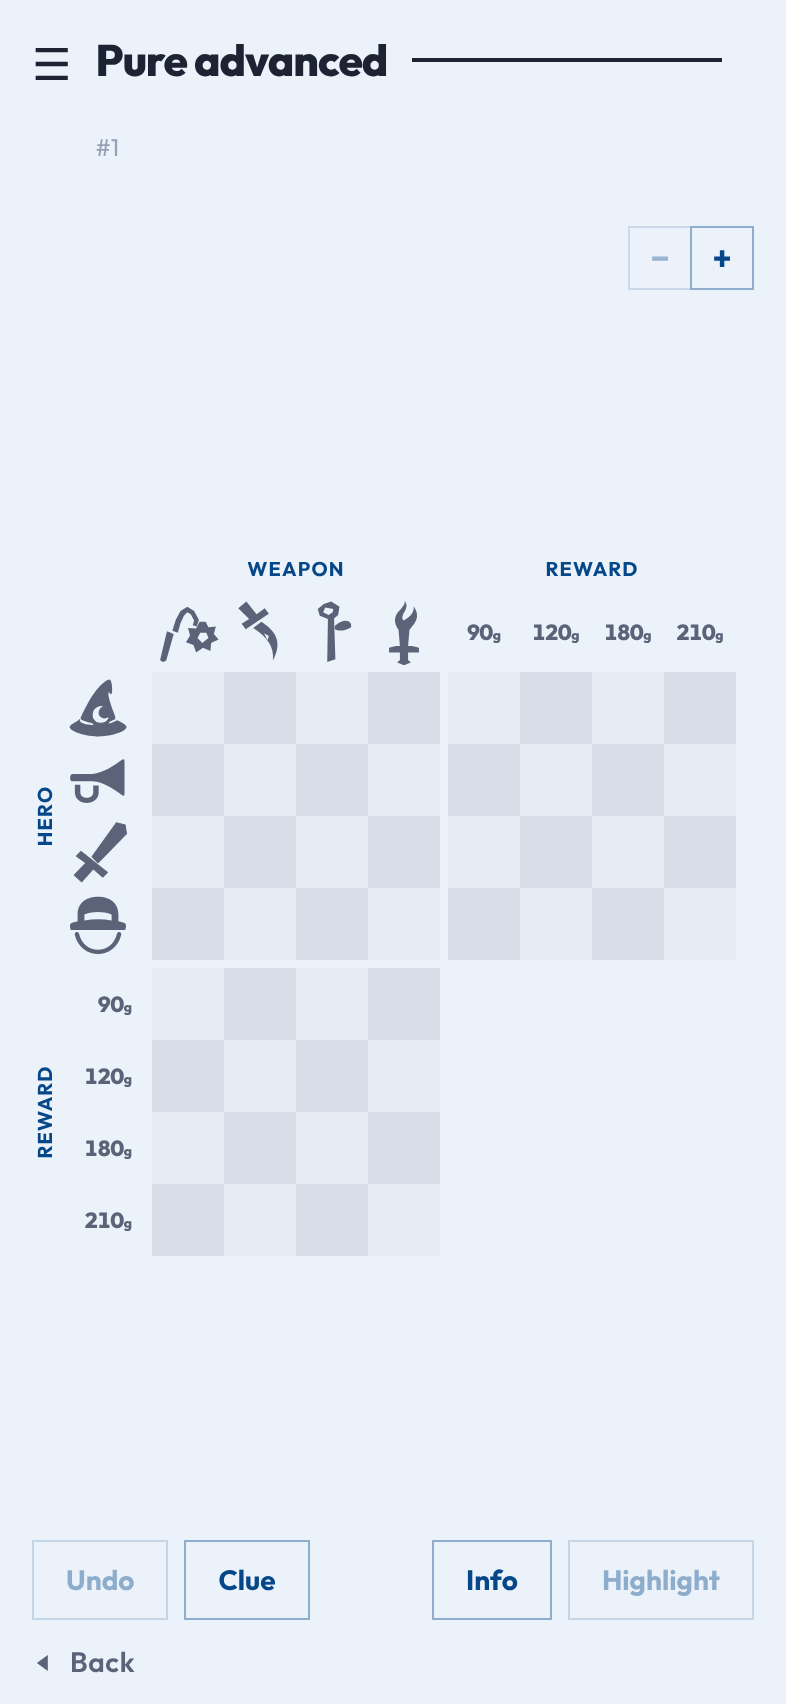 Pure advanced
#1
− +
WEAPON REWARD
90g 120g 180g 210g
HERO
REWARD
90g
120g
180g
210g
Undo Clue Info Highlight
Back